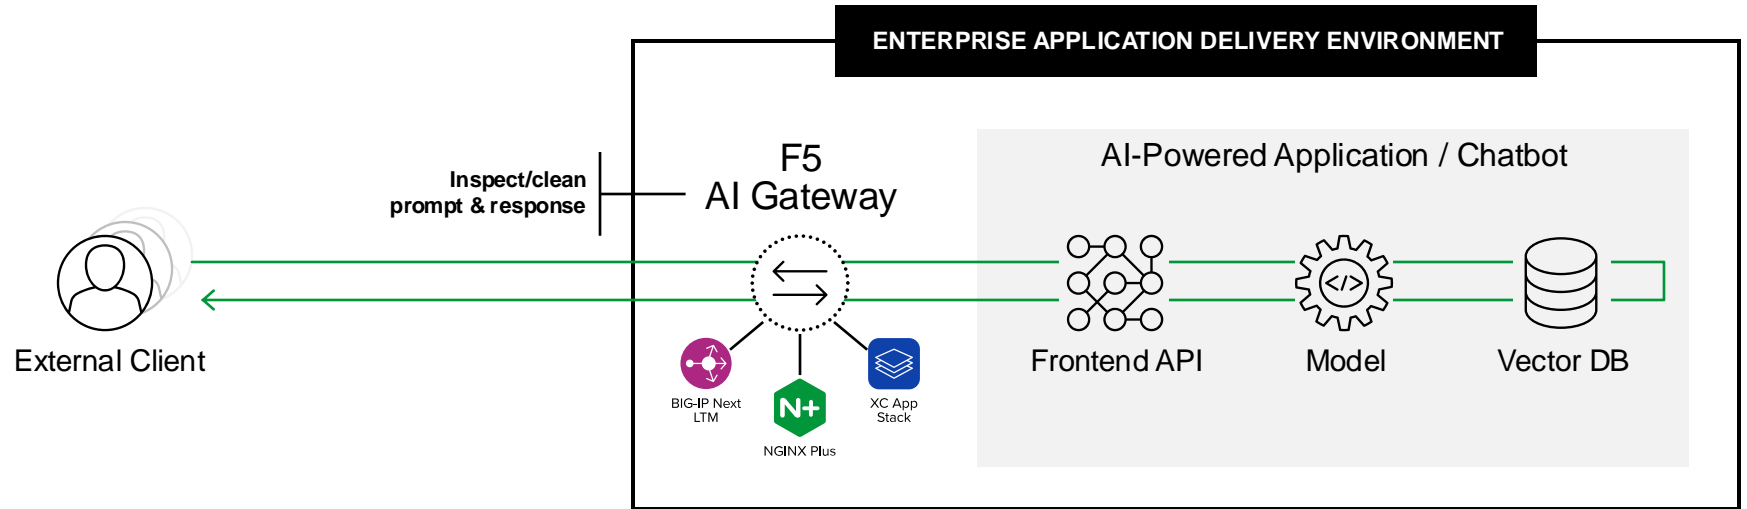 ENTERPRISE APPLICATION DELIVERY ENVIRONMENT
Inspect/clean
prompt & response
F5
AI Gateway
AI-Powered Application / Chatbot
</>
External Client
Frontend API
Model
Vector DB
BIG-IP Next
LTM
N+
NGINX Plus
XC App
Stack